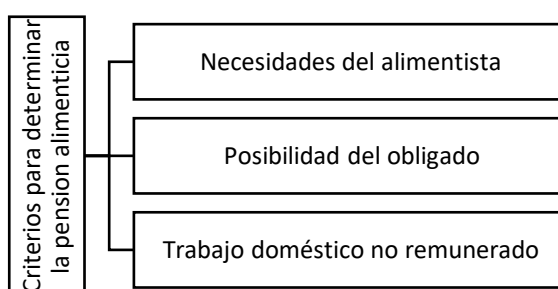 Criterios para determinar
la pension alimenticia
Necesidades del alimentista
Posibilidad del obligado
Trabajo doméstico no remunerado